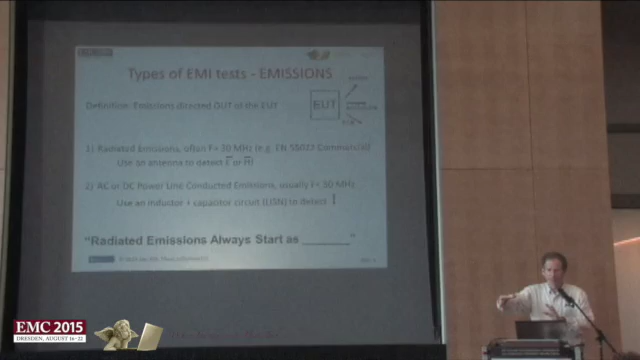 Types of EMI tests - EMISSIONS
Definition: Emissions directed OUT of the EUT
EUT
1) Radiated Emissions, often F> 30 MHz (e.g. EN 55022 Commercial)
Use an antenna to detect E or H
2) AC or DC Power Line Conducted Emissions, usually F< 30 MHz
Use an inductor + capacitor circuit (LISN) to detect I
"Radiated Emissions Always Start as ______"
EMC 2015
DRESDEN, AUGUST 16-22